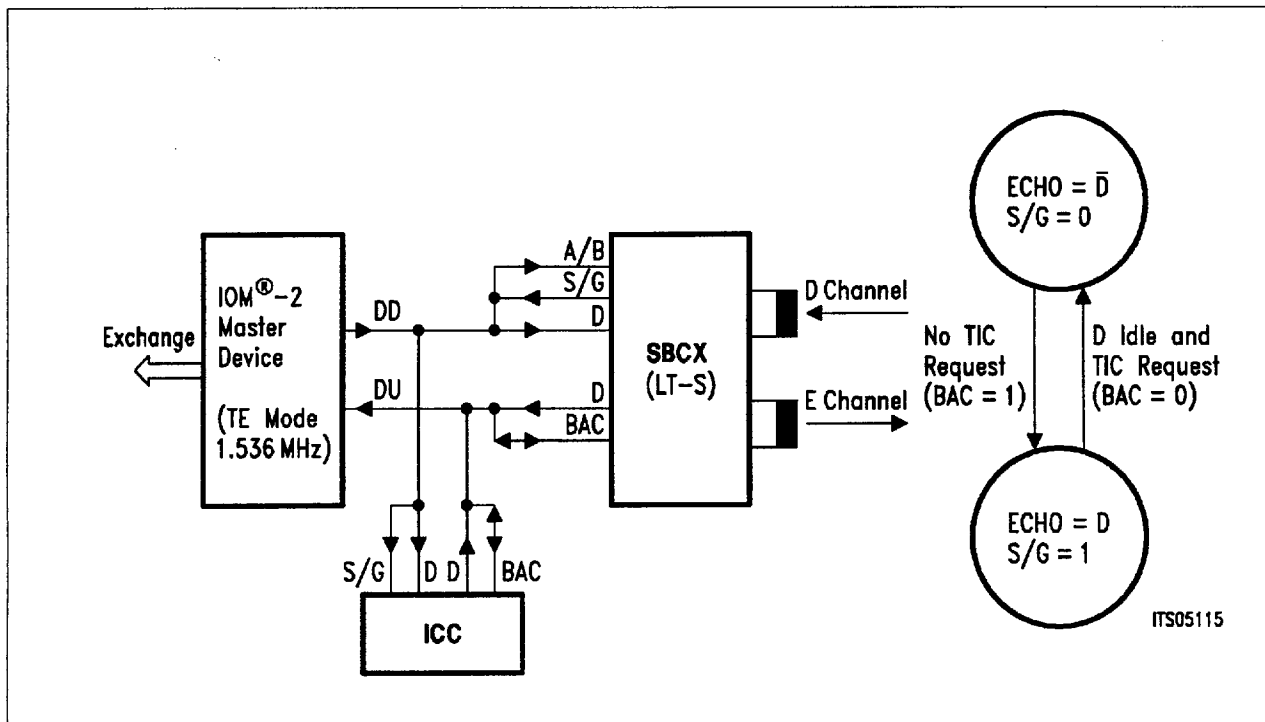 Exchange
IOM®-2
Master
Device
(TE Mode
1.536 MHz)
DD
DU
A/B
S/G
D
D
BAC
SBCX
(LT-S)
D Channel
E Channel
S/G
D
D
BAC
ICC
ECHO = D̅
S/G = 0
No TIC
Request
(BAC = 1)
D Idle and
TIC Request
(BAC = 0)
ECHO = D
S/G = 1
ITS05115